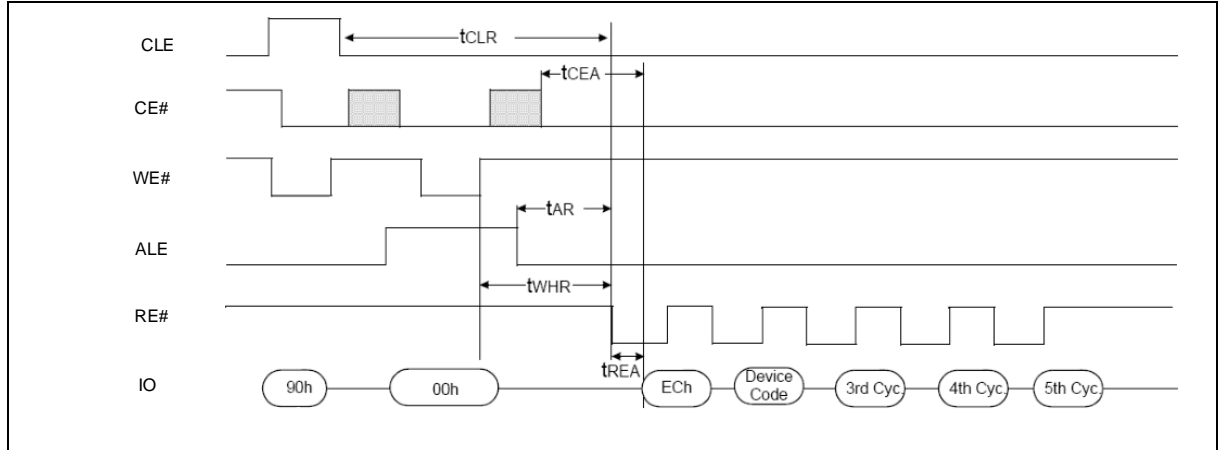 CLE
tCLR
tCEA
CE#
WE#
tAR
ALE
tWHR
RE#
tREA
IO
90h
00h
ECh
Device
Code
3rd Cyc.
4th Cyc.
5th Cyc.